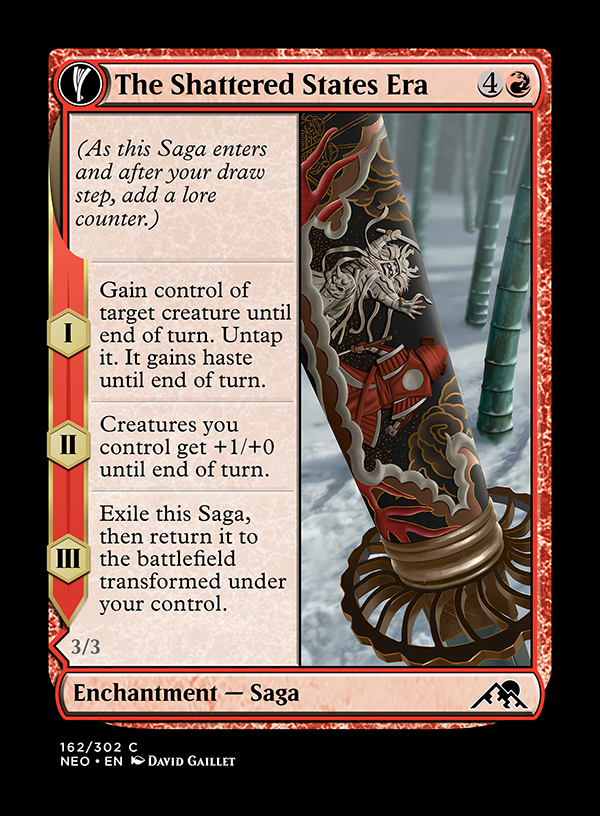 The Shattered States Era 4
(As this Saga enters
and after your draw
step, add a lore
counter.)
I
Gain control of
target creature until
end of turn. Untap
it. It gains haste
until end of turn.
II
Creatures you
control get +1/+0
until end of turn.
III
Exile this Saga,
then return it to
the battlefield
transformed under
your control.
3/3
Enchantment — Saga
162/302 C
NEO • EN DAVID GAILLET